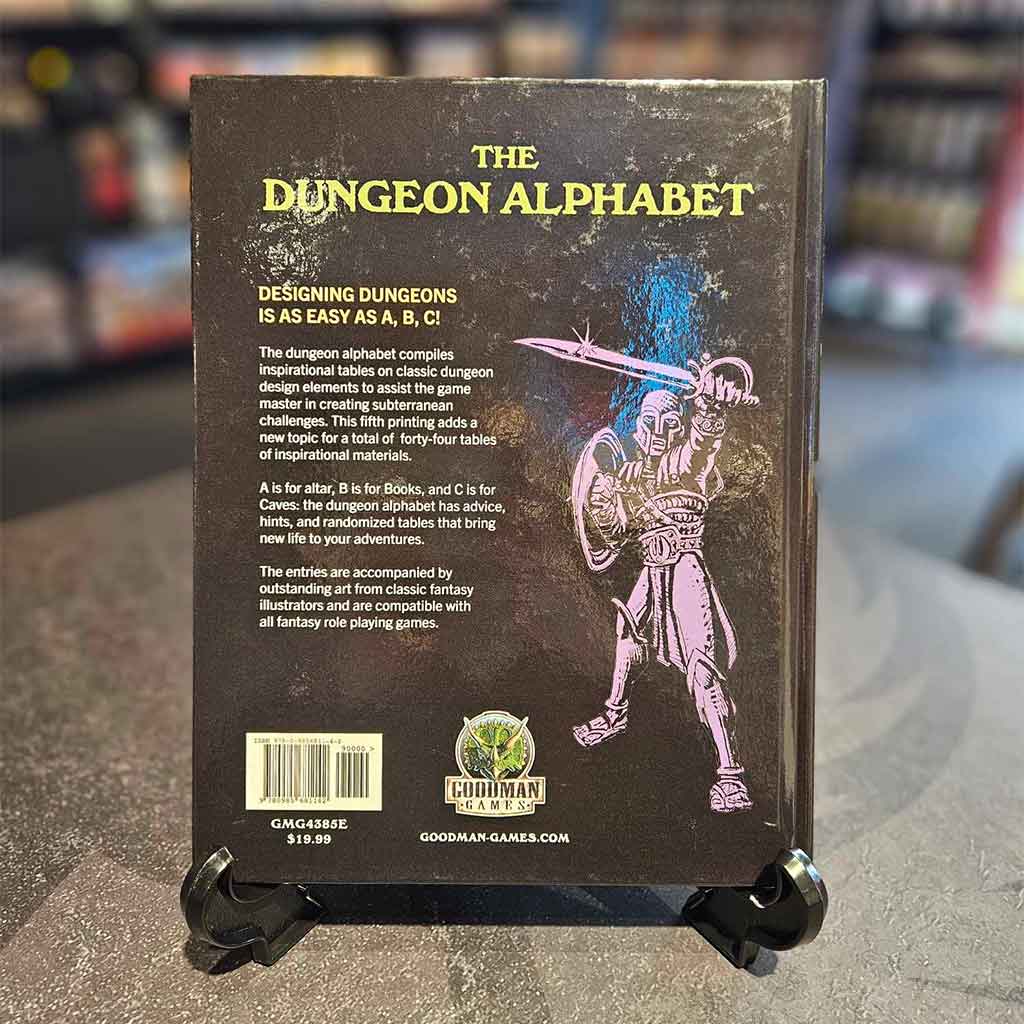 THE
DUNGEON ALPHABET
DESIGNING DUNGEONS
IS AS EASY AS A, B, C!
The dungeon alphabet compiles
inspirational tables on classic dungeon
design elements to assist the game
master in creating subterranean
challenges. This fifth printing adds a
new topic for a total of forty-four tables
of inspirational materials.
A is for altar, B is for Books, and C is for
Caves: the dungeon alphabet has advice,
hints, and randomized tables that bring
new life to your adventures.
The entries are accompanied by
outstanding art from classic fantasy
illustrators and are compatible with
all fantasy role playing games.
ISBN
90000 >
GMG4385E
$19.99
GOODMAN
GAMES
GOODMAN-GAMES.COM